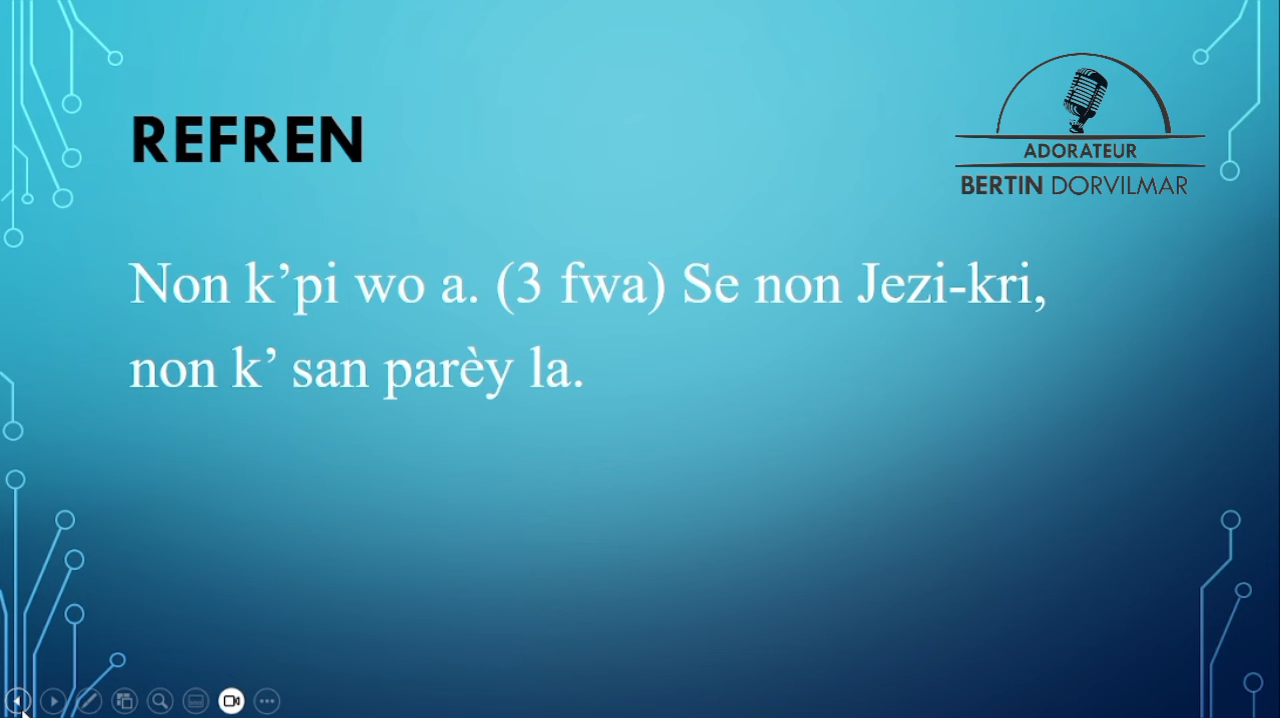 REFREN
ADORATEUR
BERTIN DORVILMAR
Non k’pi wo a. (3 fwa) Se non Jezi-kri,
non k’ san parèy la.